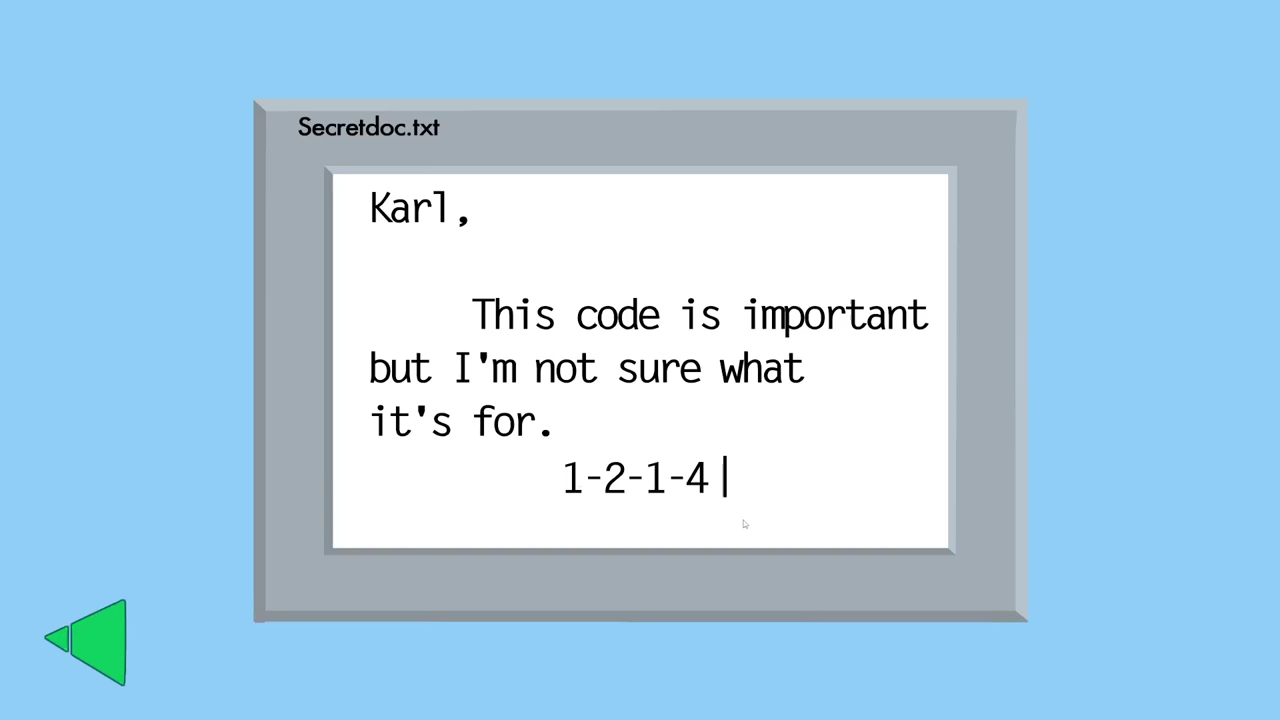 Secretdoc.txt
Karl,
This code is important
but I'm not sure what
it's for.
1-2-1-4